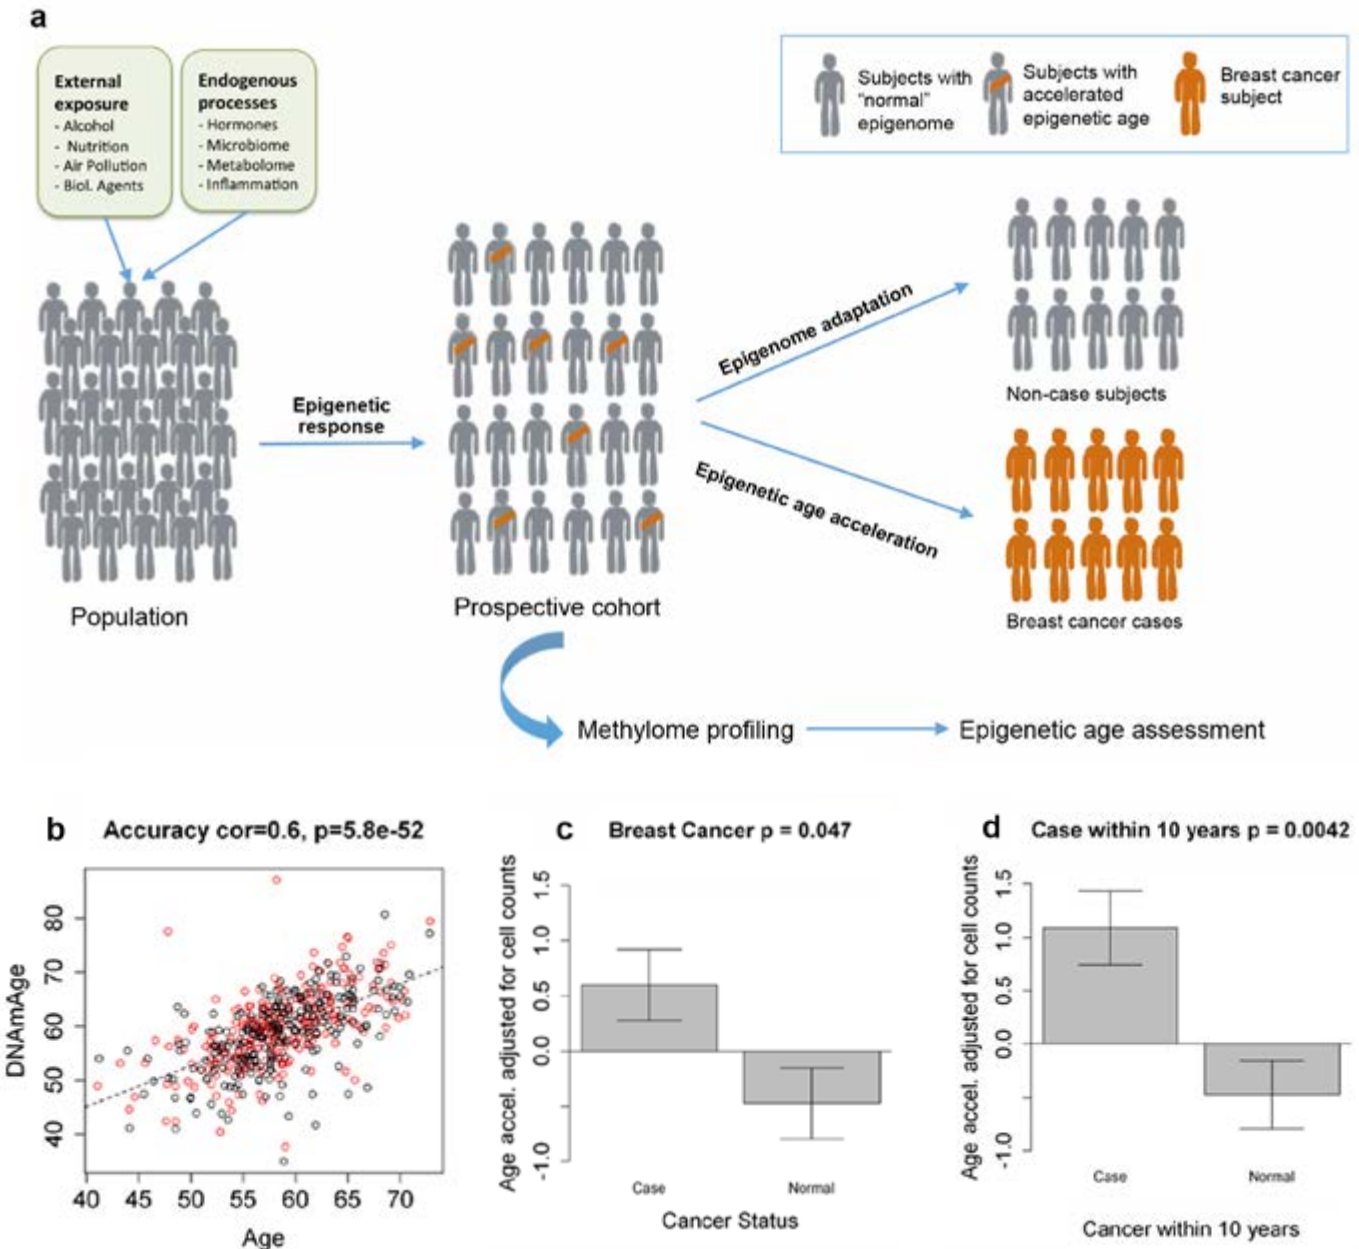 a
External
exposure
- Alcohol
- Nutrition
- Air Pollution
- Biol. Agents
Endogenous
processes
- Hormones
- Microbiome
- Metabolome
- Inflammation
Subjects with
"normal"
epigenome
Subjects with
accelerated
epigenetic age
Breast cancer
subject
Population
Epigenetic
response
Prospective cohort
Epigenome adaptation
Epigenetic age acceleration
Non-case subjects
Breast cancer cases
Methylome profiling
Epigenetic age assessment
b
Accuracy cor=0.6, p=5.8e-52
DNAmAge
80
70
60
50
40
40 45 50 55 60 65 70
Age
c
Breast Cancer p = 0.047
Age accel. adjusted for cell counts
1.5
1.0
0.5
0.0
-1.0
Case
Normal
Cancer Status
d
Case within 10 years p = 0.0042
Age accel. adjusted for cell counts
1.5
1.0
0.5
0.0
-1.0
Case
Normal
Cancer within 10 years